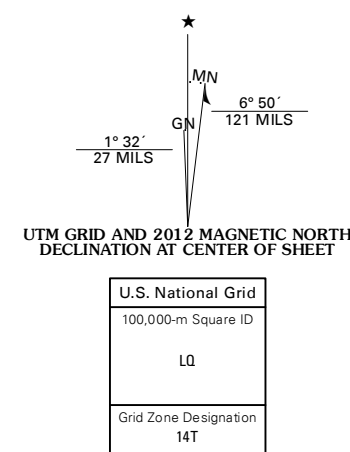 ★
MN
GN
6° 50´
121 MILS
1° 32´
27 MILS
UTM GRID AND 2012 MAGNETIC NORTH
DECLINATION AT CENTER OF SHEET
U.S. National Grid
100,000-m Square ID
LQ
Grid Zone Designation
14T